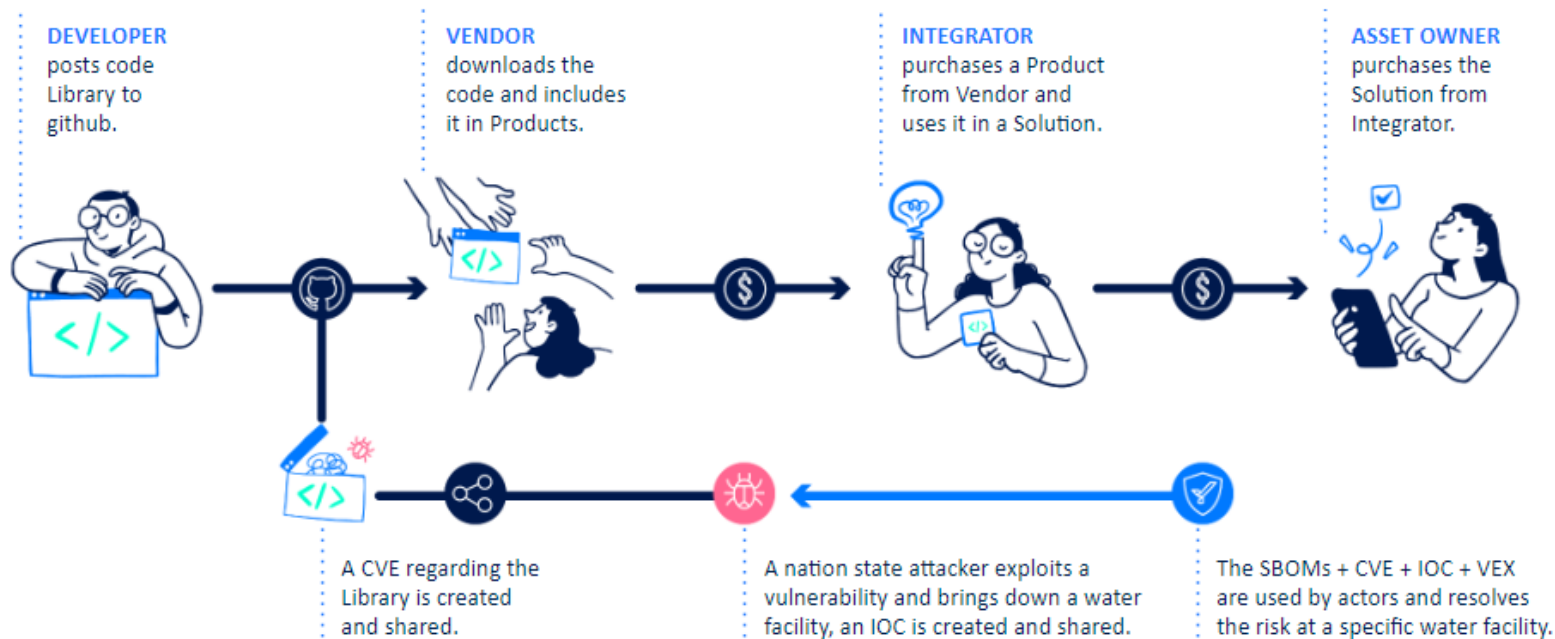 DEVELOPER
posts code
Library to
github.
VENDOR
downloads the
code and includes
it in Products.
INTEGRATOR
purchases a Product
from Vendor and
uses it in a Solution.
ASSET OWNER
purchases the
Solution from
Integrator.
</>
</>
</>
$
$
</>
A CVE regarding the
Library is created
and shared.
A nation state attacker exploits a
vulnerability and brings down a water
facility, an IOC is created and shared.
The SBOMs + CVE + IOC + VEX
are used by actors and resolves
the risk at a specific water facility.